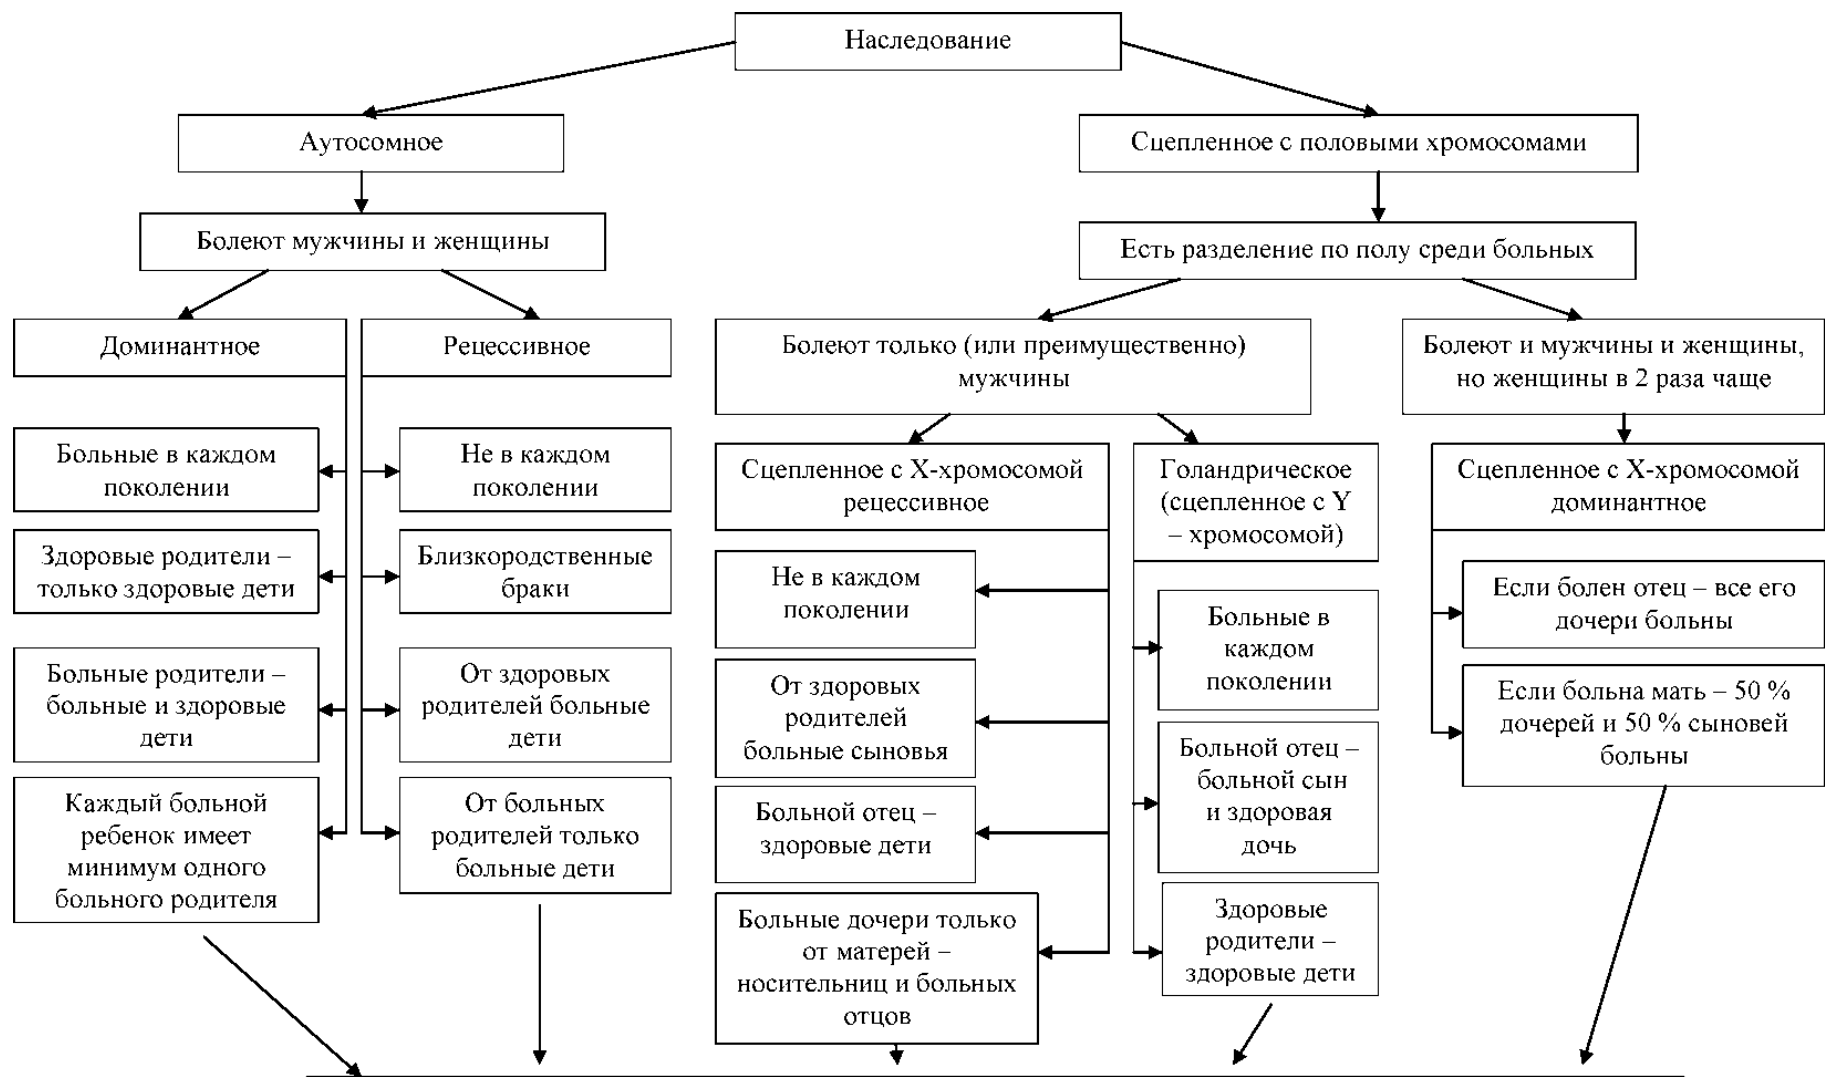 Наследование
Аутосомное
Сцепленное с половыми хромосомами
Болеют мужчины и женщины
Есть разделение по полу среди больных
Доминантное
Рецессивное
Болеют только (или преимущественно)
мужчины
Болеют и мужчины и женщины,
но женщины в 2 раза чаще
Больные в каждом
поколении
Здоровые родители –
только здоровые дети
Больные родители –
больные и здоровые
дети
Каждый больной
ребенок имеет
минимум одного
больного родителя
Не в каждом
поколении
Близкородственные
браки
От здоровых
родителей больные
дети
От больных
родителей только
больные дети
Сцепленное с Х-хромосомой
рецессивное
Не в каждом
поколении
От здоровых
родителей
больные сыновья
Больной отец –
здоровые дети
Больные дочери только
от матерей –
носительниц и больных
отцов
Голандрическое
(сцепленное с Y
– хромосомой)
Больные в
каждом
поколении
Больной отец –
больной сын
и здоровая
дочь
Здоровые
родители –
здоровые дети
Сцепленное с Х-хромосомой
доминантное
Если болен отец – все его
дочери больны
Если больна мать – 50 %
дочерей и 50 % сыновей
больны